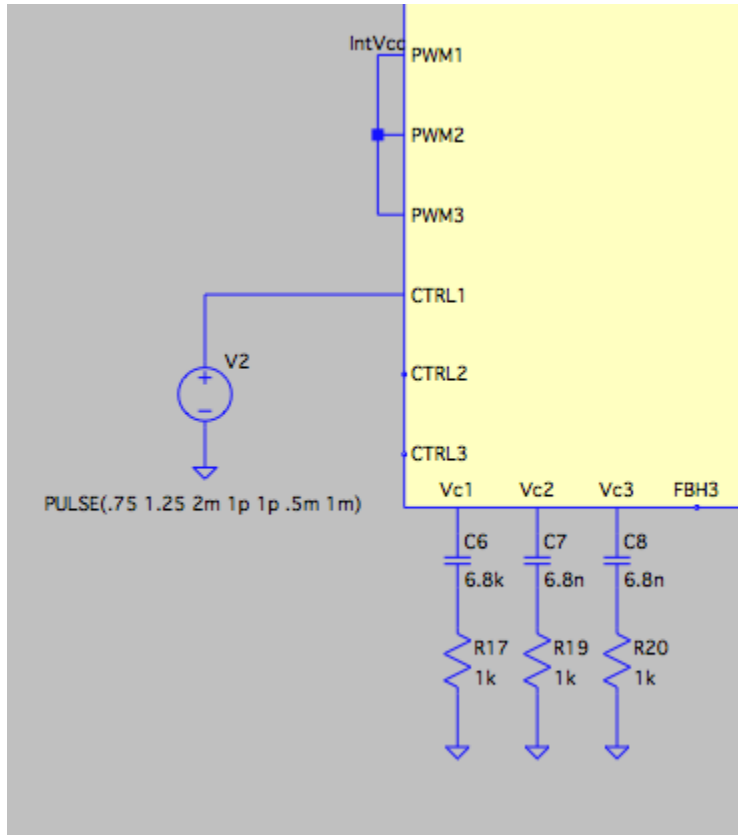 IntVcc
PWM1
PWM2
PWM3
CTRL1
V2
CTRL2
CTRL3
PULSE(.75 1.25 2m 1p 1p .5m 1m)
Vc1 Vc2 Vc3 FBH3
C6 C7 C8
6.8k 6.8n 6.8n
R17 R19 R20
1k 1k 1k